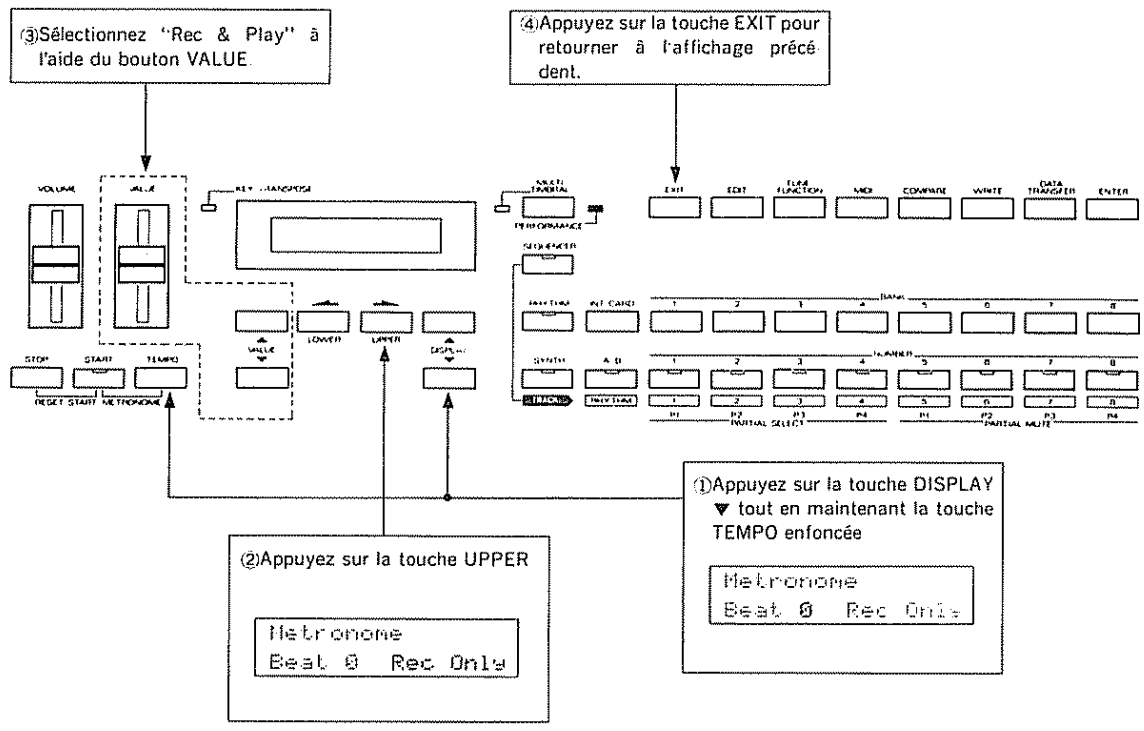 ③Sélectionnez "Rec & Play" à
l'aide du bouton VALUE.
④Appuyez sur la touche EXIT pour
retourner à l'affichage précé-
dent.
VOLUME VALUE KEY TRANSPOSE
MULTI
TIMBRAL
PERFORMANCE
EXIT EDIT TUNE
FUNCTION MIDI COMPARE WRITE DATA
TRANSFER ENTER
SEQUENCER
RHYTHM INT CARD
BANK
1 2 3 4 5 6 7 8
VALUE LOWER UPPER DISPLAY
STOP START TEMPO
RESET START METRONOME
SYNTH A B
NUMBER
1 2 3 4 5 6 7 8
TRACKS RHYTHM 1 2 3 4 5 6 7 8
P1 P2 P3 P4 P1 P2 P3 P4
PARTIAL SELECT PARTIAL MUTE
①Appuyez sur la touche DISPLAY
▼ tout en maintenant la touche
TEMPO enfoncée
Metronome
Beat 0 Rec Only
②Appuyez sur la touche UPPER
Metronome
Beat 0 Rec Only